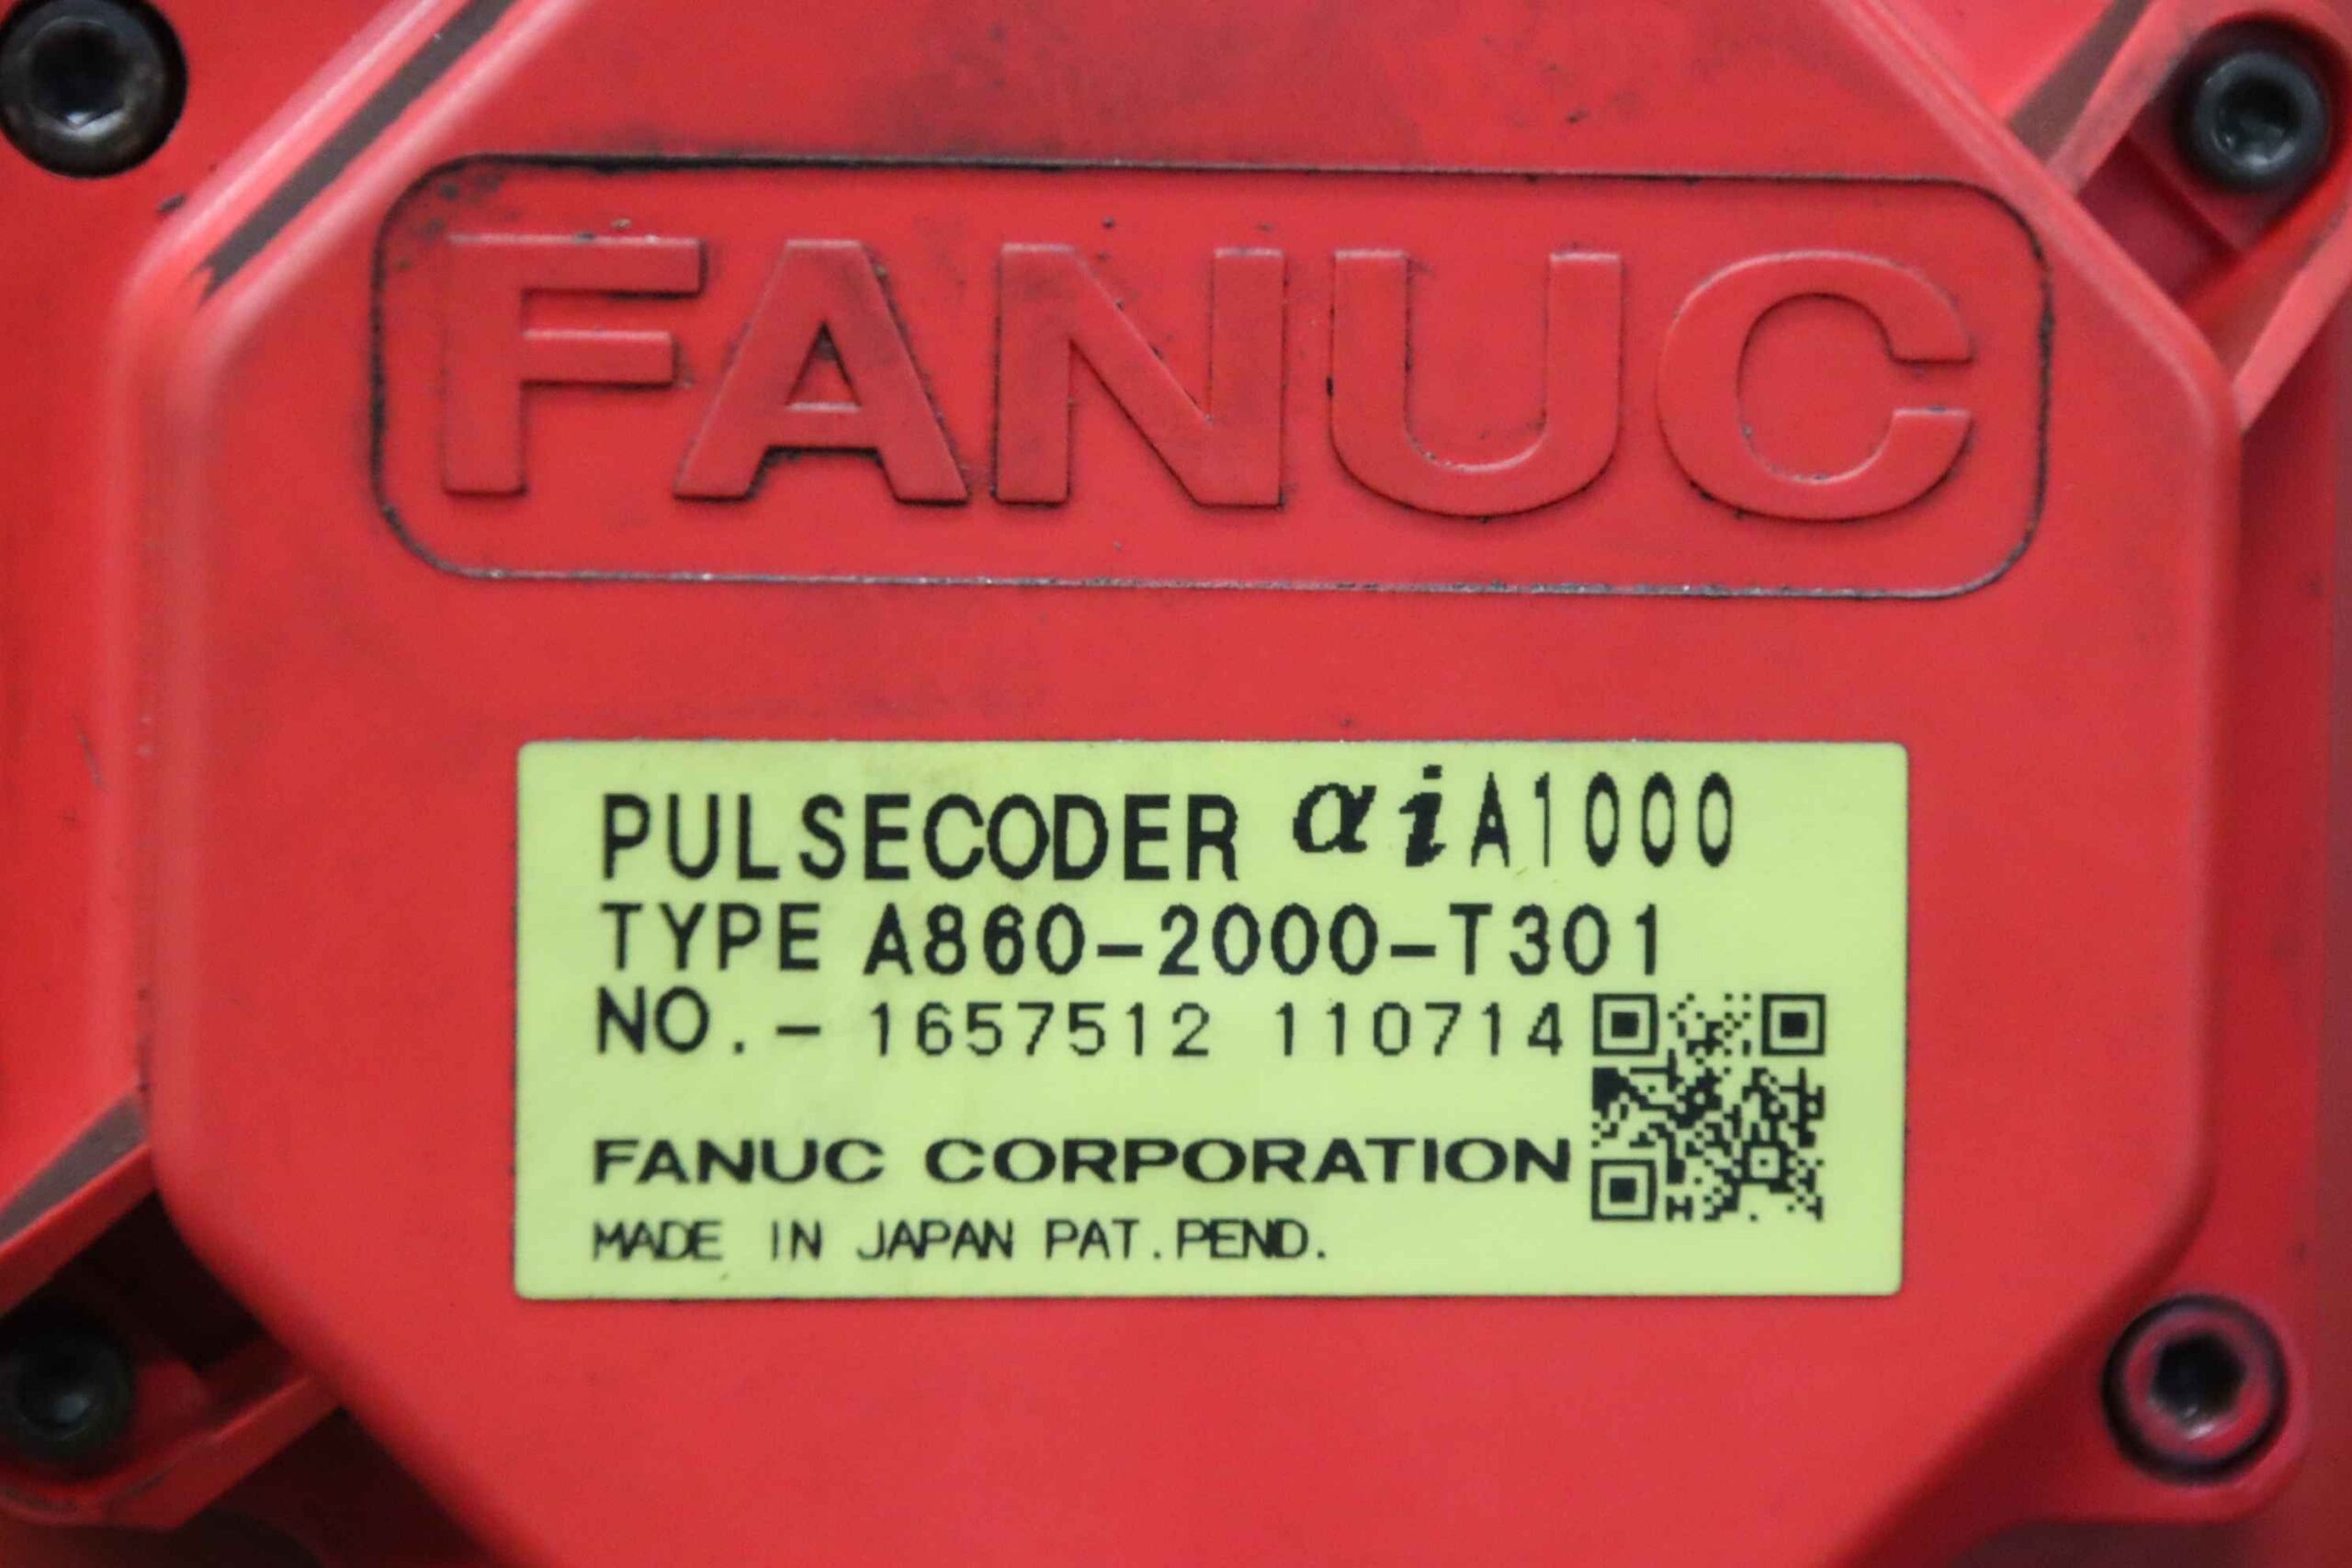 FANUC
PULSECODER αiA1000
TYPE A860-2000-T301
NO.- 1657512 110714
FANUC CORPORATION
MADE IN JAPAN PAT.PEND.